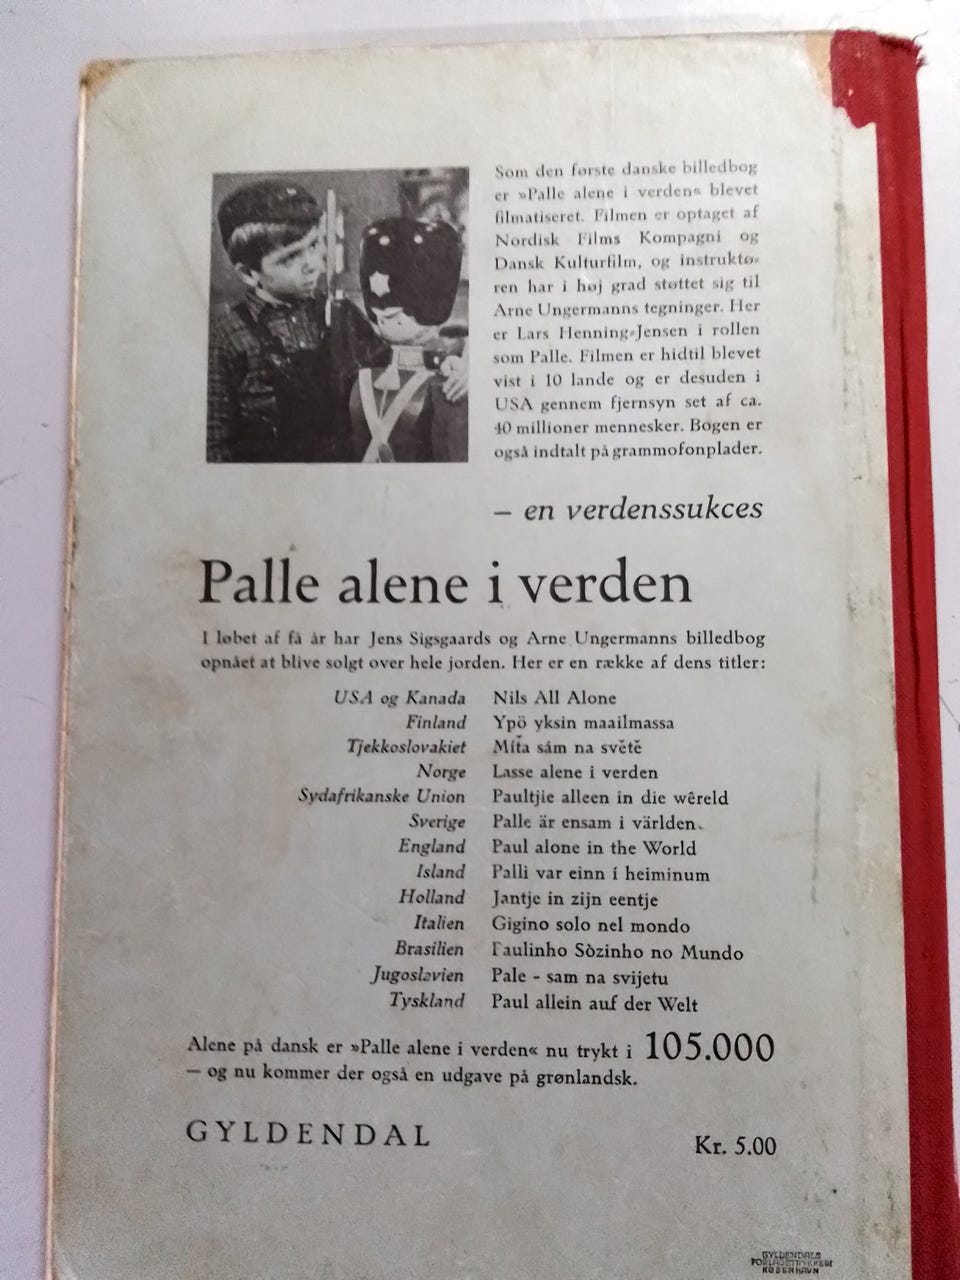 Som den første danske billedbog
er »Palle alene i verden« blevet
filmatiseret. Filmen er optaget af
Nordisk Films Kompagni og
Dansk Kulturfilm, og instruktø-
ren har i høj grad støttet sig til
Arne Ungermanns tegninger. Her
er Lars Henning-Jensen i rollen
som Palle. Filmen er hidtil blevet
vist i 10 lande og er desuden i
USA gennem fjernsyn set af ca.
40 millioner mennesker. Bogen er
også indtalt på grammofonplader.
– en verdenssukces
Palle alene i verden
I løbet af få år har Jens Sigsgaards og Arne Ungermanns billedbog
opnået at blive solgt over hele jorden. Her er en række af dens titler:
USA og Kanada Nils All Alone
Finland Ypö yksin maailmassa
Tjekkoslovakiet Míťa sám na světě
Norge Lasse alene i verden
Sydafrikanske Union Paultjie alleen in die wêreld
Sverige Palle är ensam i världen.
England Paul alone in the World
Island Palli var einn í heiminum
Holland Jantje in zijn eentje
Italien Gigino solo nel mondo
Brasilien Paulinho Sòzinho no Mundo
Jugoslavien Pale - sam na svijetu
Tyskland Paul allein auf der Welt
Alene på dansk er »Palle alene i verden« nu trykt i 105.000
— og nu kommer der også en udgave på grønlandsk.
GYLDENDAL Kr. 5.00
GYLDENDALS
FORLAGSTRYKKERI
KØBENHAVN